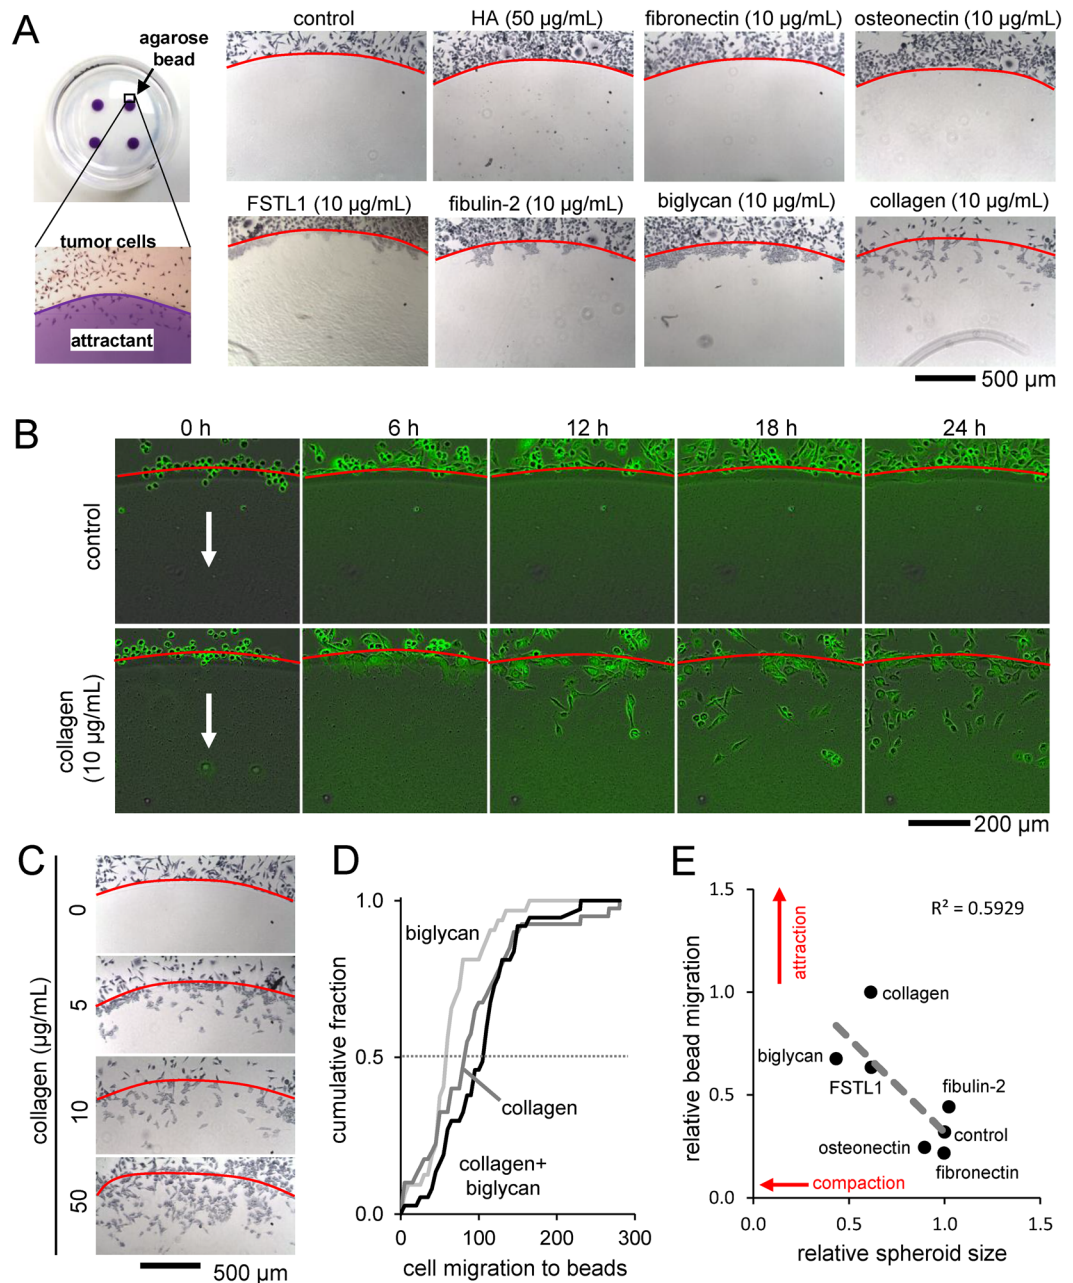 A
agarose
bead
tumor cells
attractant
control
HA (50 µg/mL)
fibronectin (10 µg/mL)
osteonectin (10 µg/mL)
FSTL1 (10 µg/mL)
fibulin-2 (10 µg/mL)
biglycan (10 µg/mL)
collagen (10 µg/mL)
500 µm
B
0 h
6 h
12 h
18 h
24 h
control
collagen
(10 µg/mL)
200 µm
C
collagen (µg/mL)
0
5
10
50
500 µm
D
cumulative fraction
1.0
0.5
0.0
biglycan
collagen
collagen+
biglycan
0
100
200
300
cell migration to beads
E
relative bead migration
1.5
1.0
0.5
0.0
attraction
R² = 0.5929
collagen
biglycan
FSTL1
fibulin-2
control
osteonectin
fibronectin
compaction
0.0
0.5
1.0
1.5
relative spheroid size